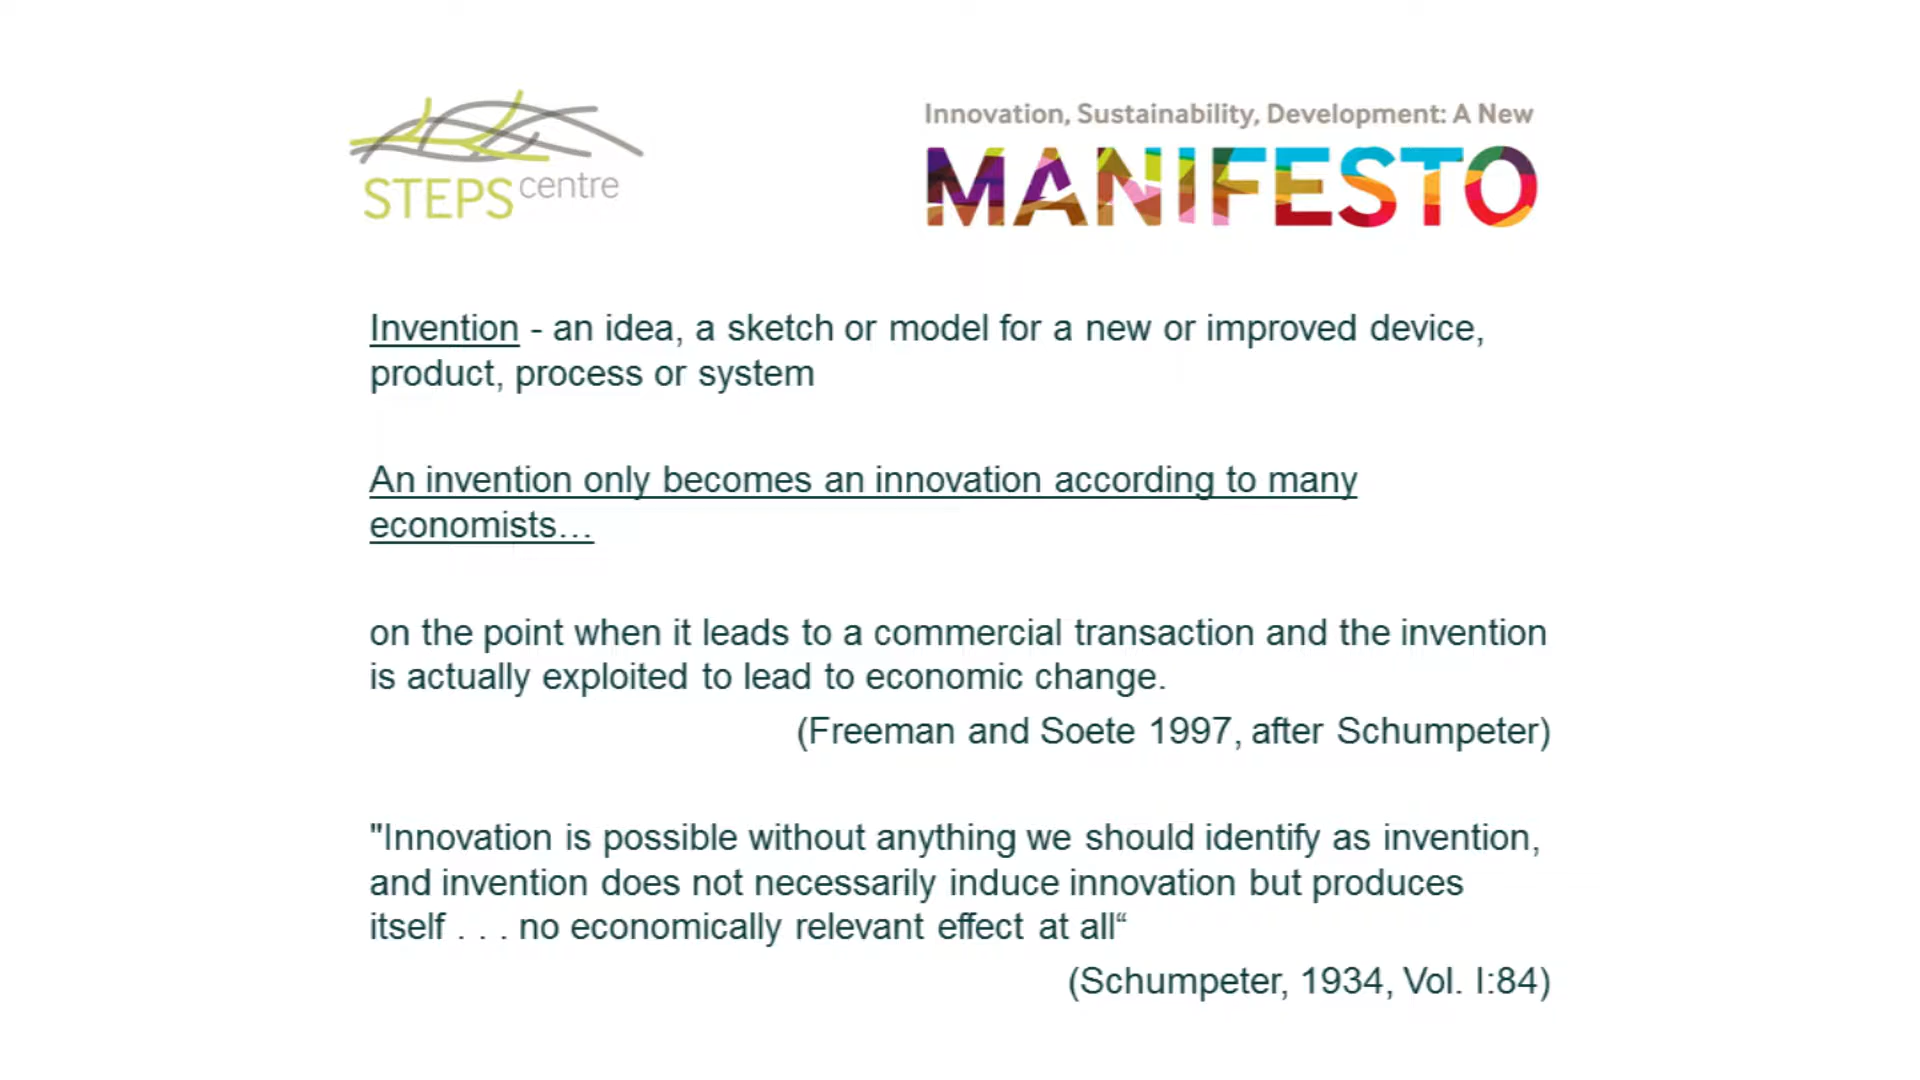 STEPS centre
Innovation, Sustainability, Development: A New
MANIFESTO
Invention - an idea, a sketch or model for a new or improved device,
product, process or system
An invention only becomes an innovation according to many
economists…
on the point when it leads to a commercial transaction and the invention
is actually exploited to lead to economic change.
(Freeman and Soete 1997, after Schumpeter)
"Innovation is possible without anything we should identify as invention,
and invention does not necessarily induce innovation but produces
itself . . . no economically relevant effect at all“
(Schumpeter, 1934, Vol. I:84)